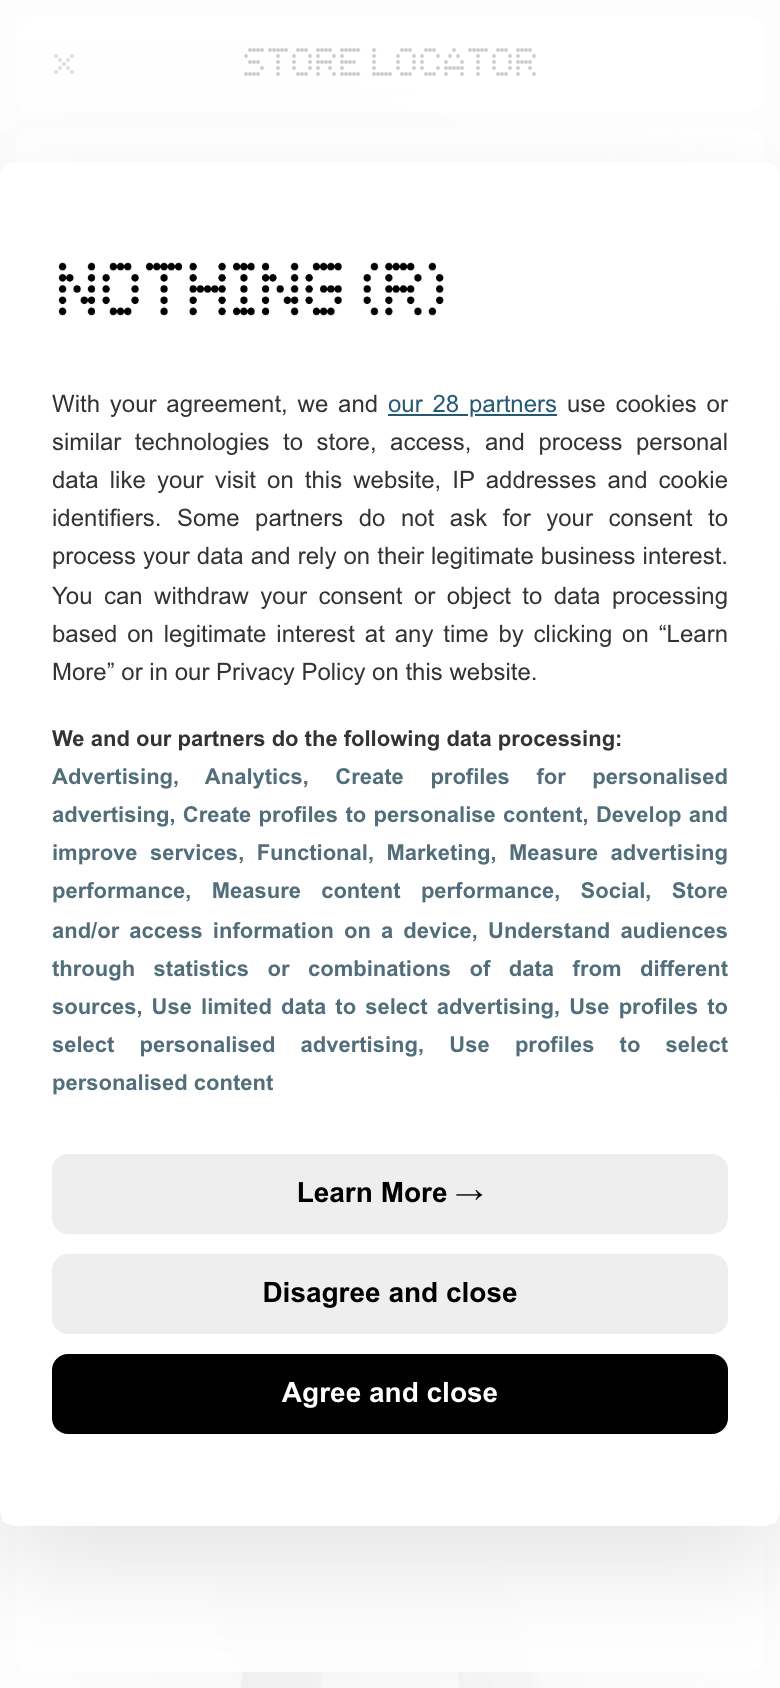 STORE LOCATOR
NOTHING (R)
With your agreement, we and our 28 partners use cookies or
similar technologies to store, access, and process personal
data like your visit on this website, IP addresses and cookie
identifiers. Some partners do not ask for your consent to
process your data and rely on their legitimate business interest.
You can withdraw your consent or object to data processing
based on legitimate interest at any time by clicking on “Learn
More” or in our Privacy Policy on this website.
We and our partners do the following data processing:
Advertising, Analytics, Create profiles for personalised
advertising, Create profiles to personalise content, Develop and
improve services, Functional, Marketing, Measure advertising
performance, Measure content performance, Social, Store
and/or access information on a device, Understand audiences
through statistics or combinations of data from different
sources, Use limited data to select advertising, Use profiles to
select personalised advertising, Use profiles to select
personalised content
Learn More →
Disagree and close
Agree and close